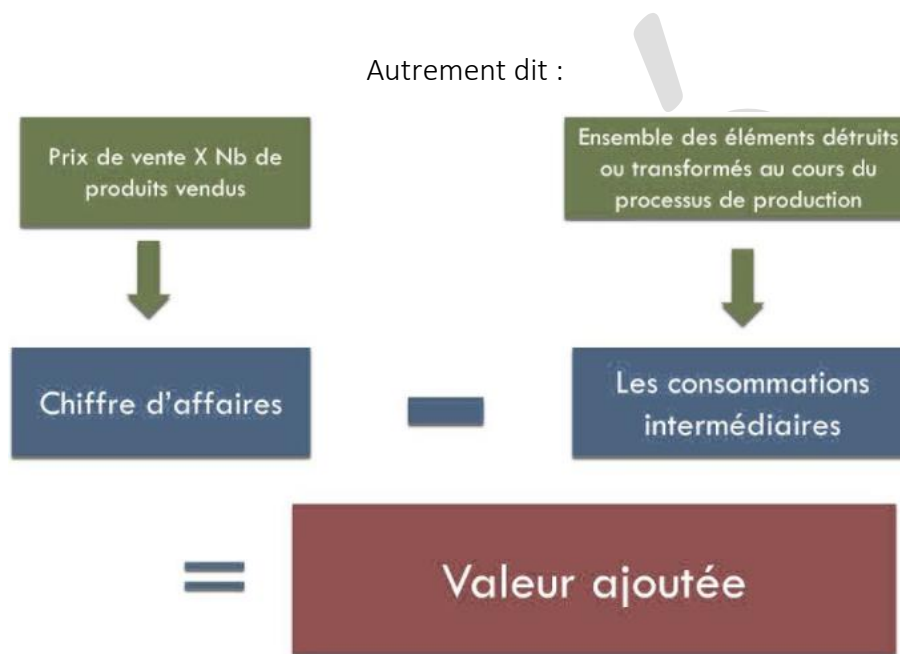 Autrement dit :
Prix de vente X Nb de
produits vendus
Ensemble des éléments détruits
ou transformés au cours du
processus de production
Chiffre d'affaires
-
Les consommations
intermédiaires
=
Valeur ajoutée